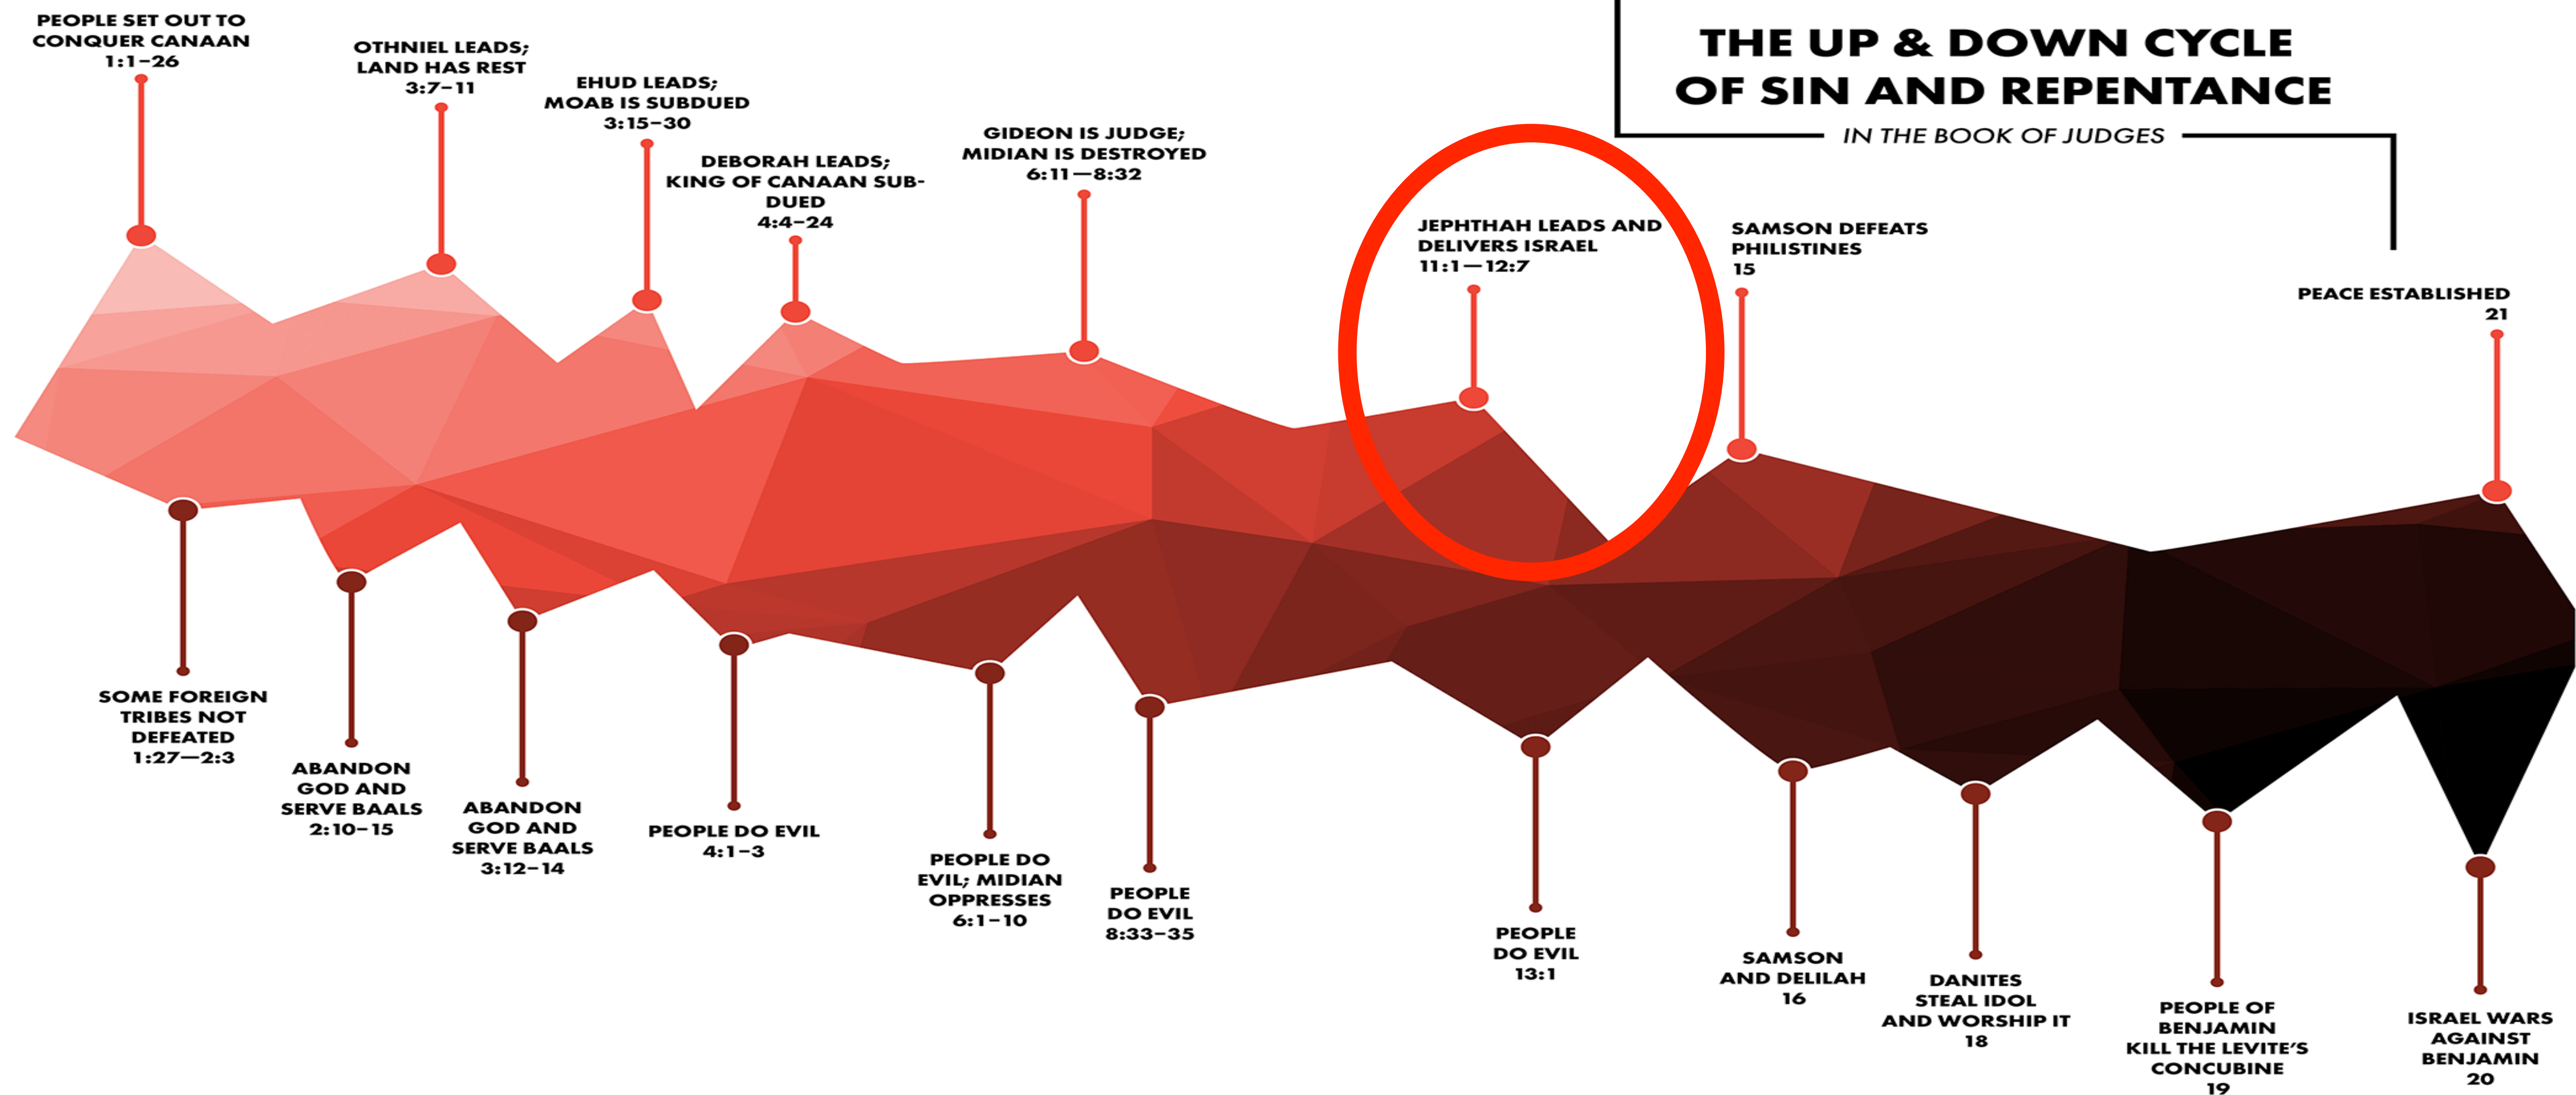 THE UP & DOWN CYCLE
OF SIN AND REPENTANCE
IN THE BOOK OF JUDGES
PEOPLE SET OUT TO
CONQUER CANAAN
1:1–26
OTHNIEL LEADS;
LAND HAS REST
3:7–11
EHUD LEADS;
MOAB IS SUBDUED
3:15–30
DEBORAH LEADS;
KING OF CANAAN SUB-
DUED
4:4–24
GIDEON IS JUDGE;
MIDIAN IS DESTROYED
6:11—8:32
JEPHTHAH LEADS AND
DELIVERS ISRAEL
11:1—12:7
SAMSON DEFEATS
PHILISTINES
15
PEACE ESTABLISHED
21
SOME FOREIGN
TRIBES NOT
DEFEATED
1:27—2:3
ABANDON
GOD AND
SERVE BAALS
2:10–15
ABANDON
GOD AND
SERVE BAALS
3:12–14
PEOPLE DO EVIL
4:1–3
PEOPLE DO
EVIL; MIDIAN
OPPRESSES
6:1–10
PEOPLE
DO EVIL
8:33–35
PEOPLE
DO EVIL
13:1
SAMSON
AND DELILAH
16
DANITES
STEAL IDOL
AND WORSHIP IT
18
PEOPLE OF
BENJAMIN
KILL THE LEVITE'S
CONCUBINE
19
ISRAEL WARS
AGAINST
BENJAMIN
20